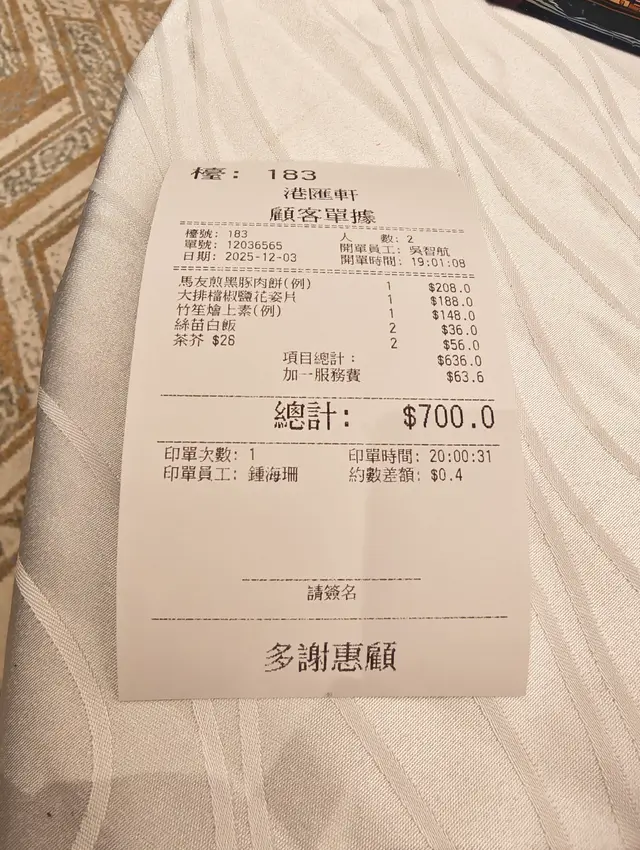 檯: 183
港匯軒
顧客單據
檯號: 183 人 數: 2
單號: 12036565 開單員工: 吳智航
日期: 2025-12-03 開單時間: 19:01:08
馬友煎黑豚肉餅(例) 1 $208.0
大排檔椒鹽花姿片 1 $188.0
竹笙燴上素(例) 1 $148.0
絲苗白飯 2 $36.0
茶芥 $28 2 $56.0
項目總計: $636.0
加一服務費 $63.6
總計: $700.0
印單次數: 1 印單時間: 20:00:31
印單員工: 鍾海珊 約數差額: $0.4
請簽名
多謝惠顧